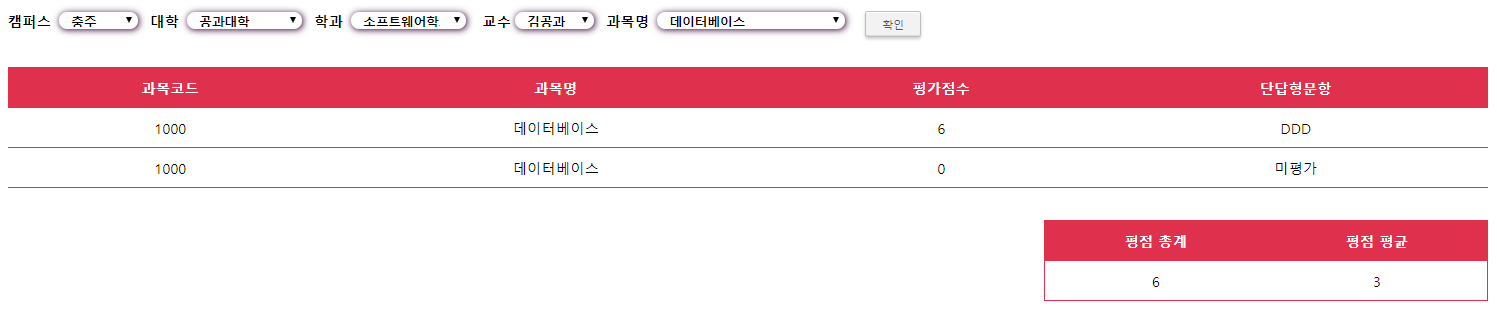 캠퍼스 충주 대학 공과대학 학과 소프트웨어학 교수 김공과 과목명 데이터베이스 확인
과목코드 과목명 평가점수 단답형문항
1000 데이터베이스 6 DDD
1000 데이터베이스 0 미평가
평점 총계 평점 평균
6 3